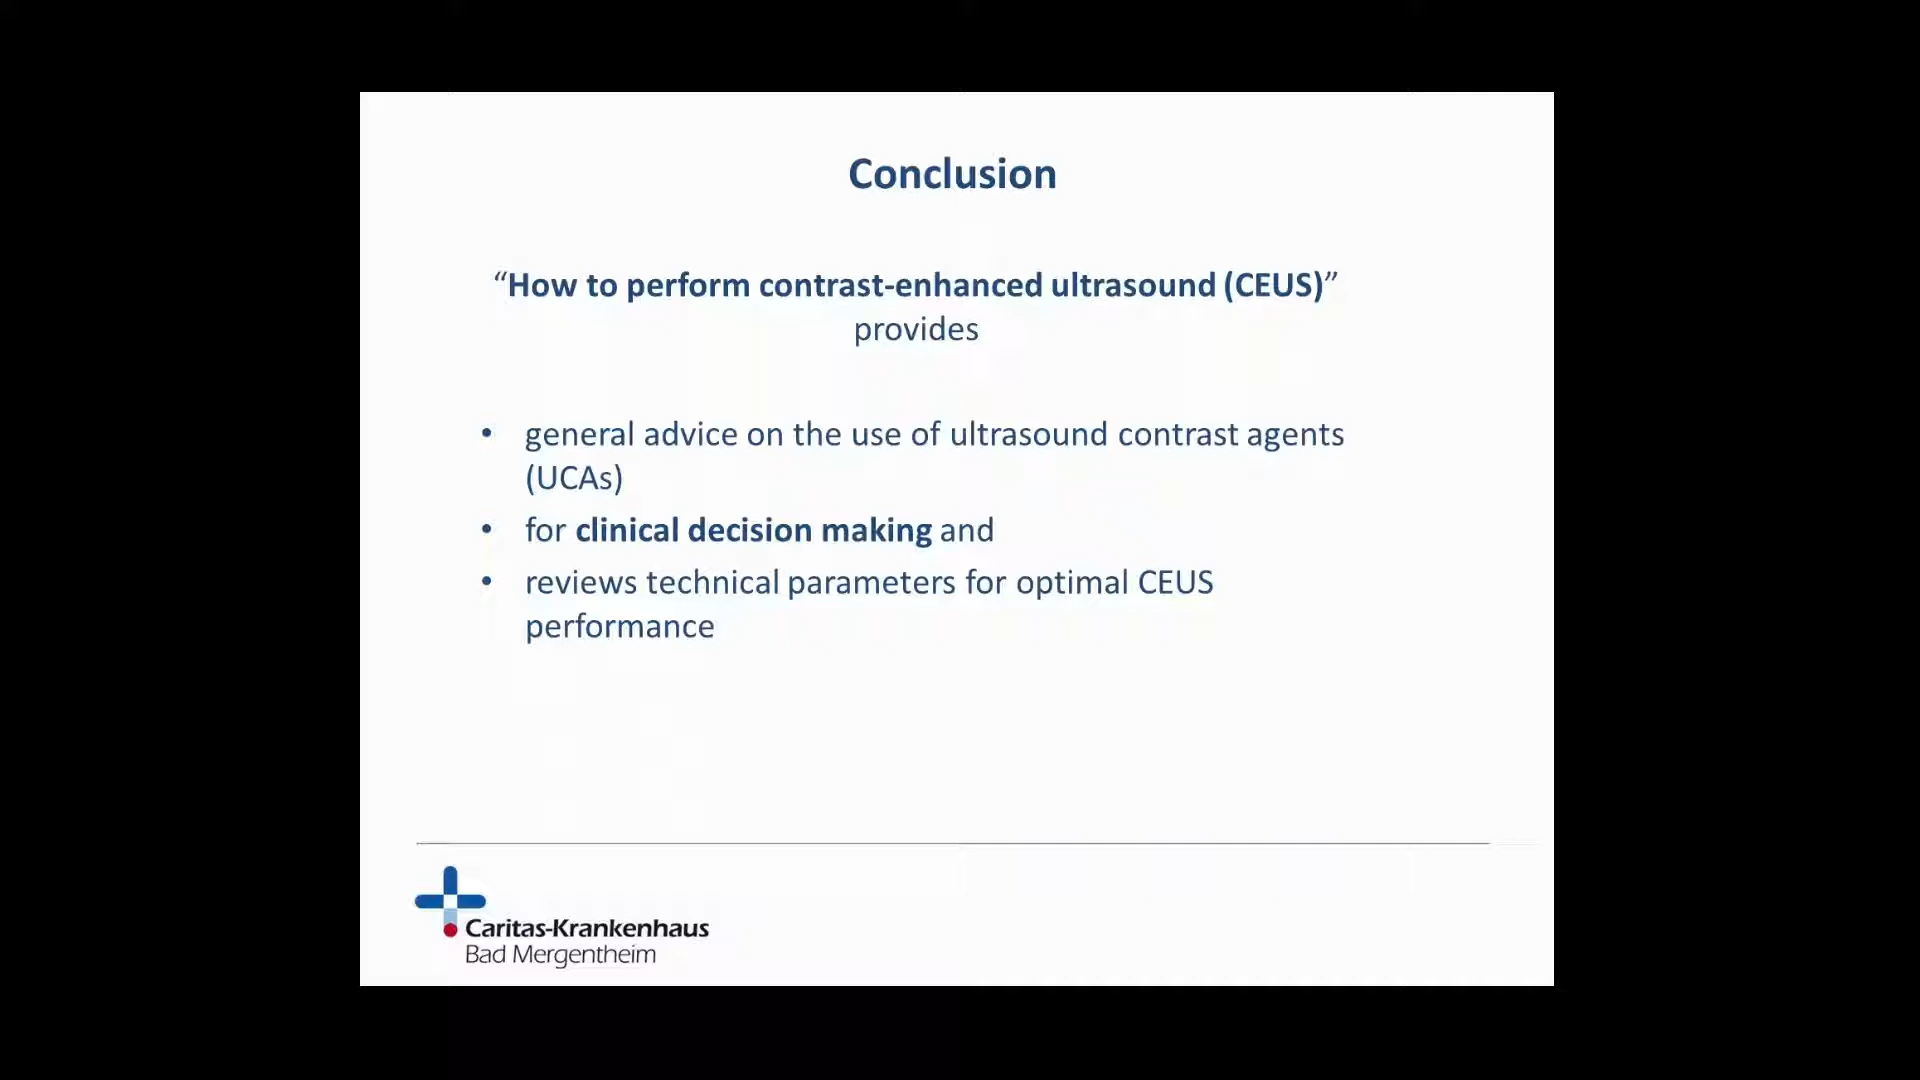 Conclusion
“How to perform contrast-enhanced ultrasound (CEUS)”
provides
• general advice on the use of ultrasound contrast agents
(UCAs)
• for clinical decision making and
• reviews technical parameters for optimal CEUS
performance
Caritas-Krankenhaus
Bad Mergentheim